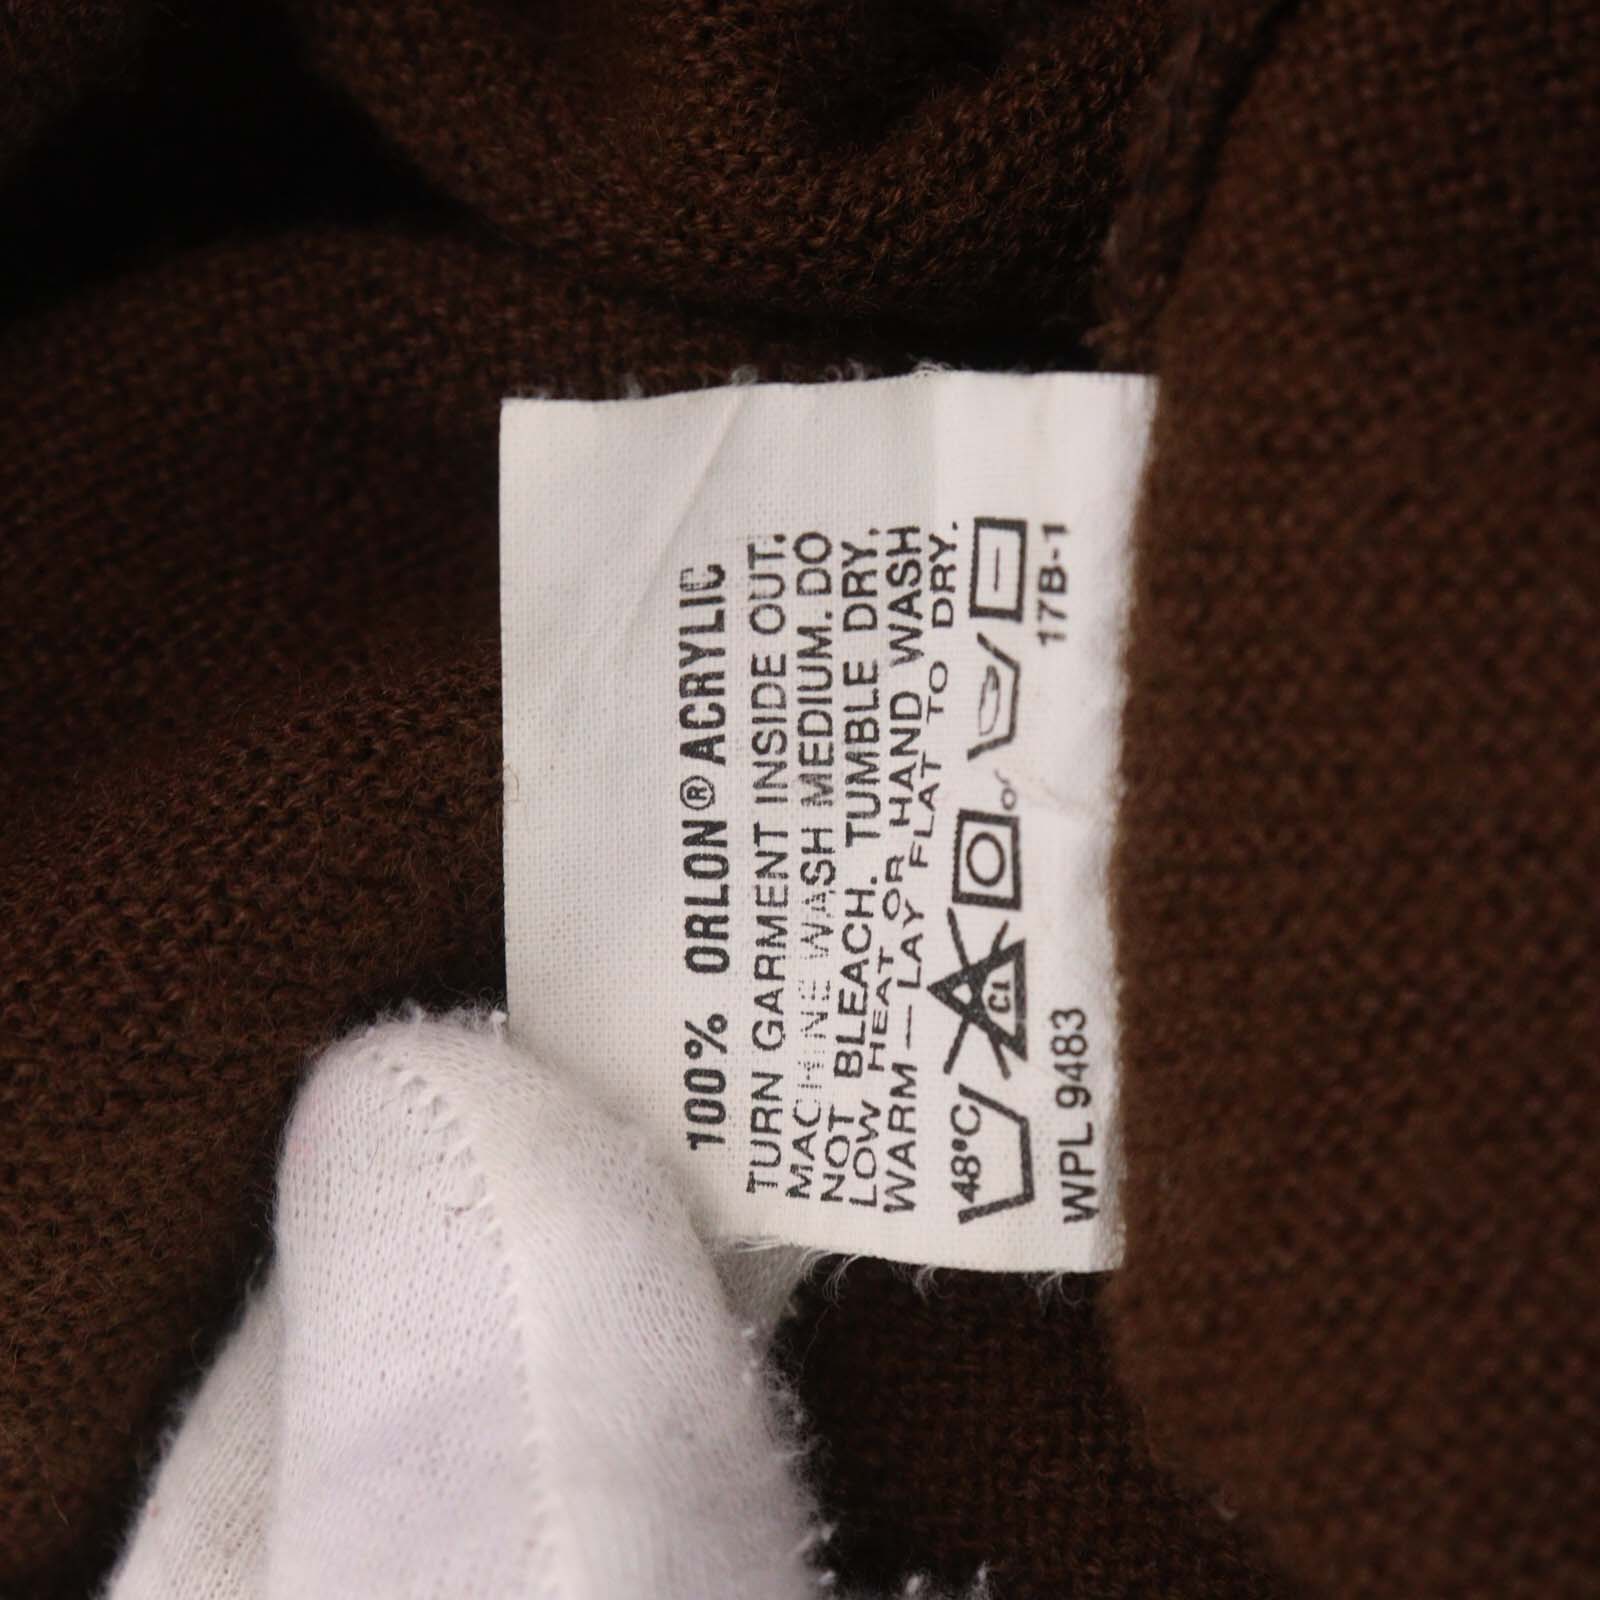 100% ORLON® ACRYLIC
TURN GARMENT INSIDE OUT.
MACHINE WASH MEDIUM. DO
NOT BLEACH. TUMBLE DRY,
LOW HEAT OR HAND WASH
WARM — LAY FLAT TO DRY.
48°C CL or
WPL 9483 17B-1